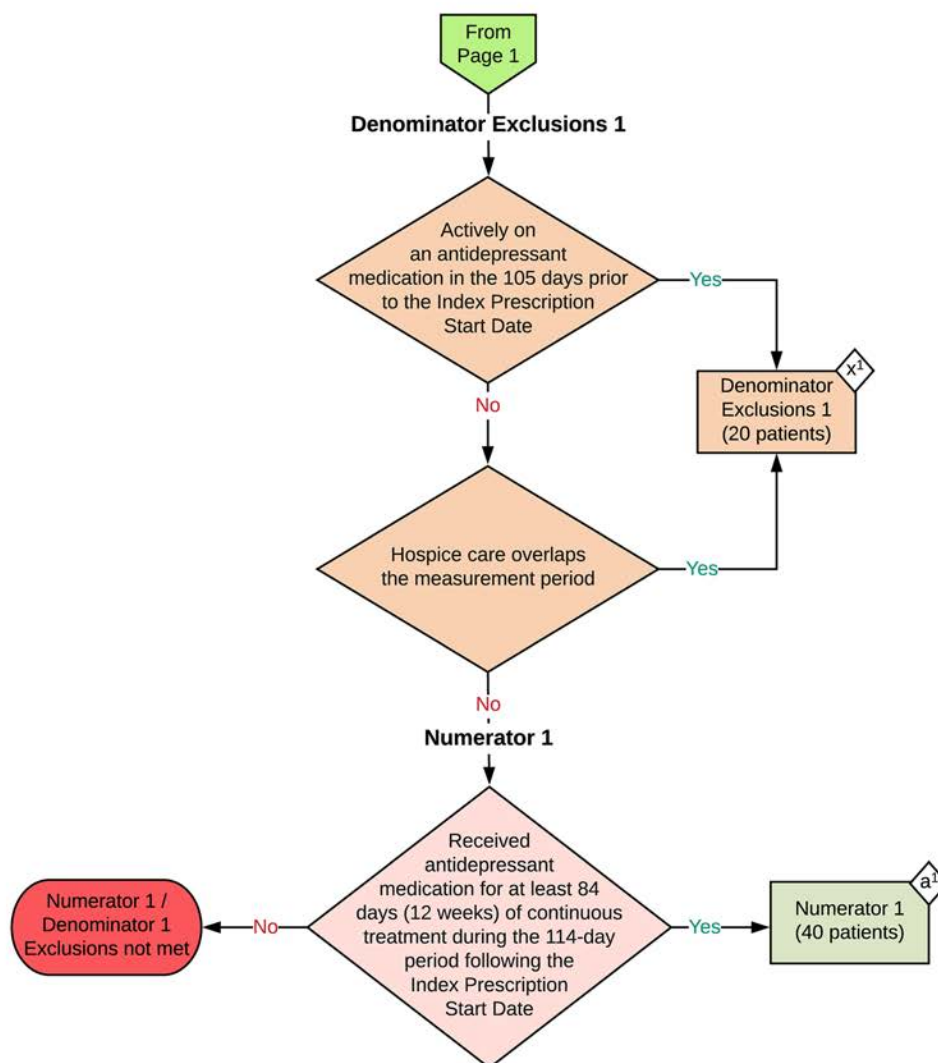 From
Page 1
Denominator Exclusions 1
Actively on
an antidepressant
medication in the 105 days prior
to the Index Prescription
Start Date
Yes
x¹
Denominator
Exclusions 1
(20 patients)
No
Hospice care overlaps
the measurement period
Yes
No
Numerator 1
Received
antidepressant
medication for at least 84
days (12 weeks) of continuous
treatment during the 114-day
period following the
Index Prescription
Start Date
No
Numerator 1 /
Denominator 1
Exclusions not met
Yes
a¹
Numerator 1
(40 patients)